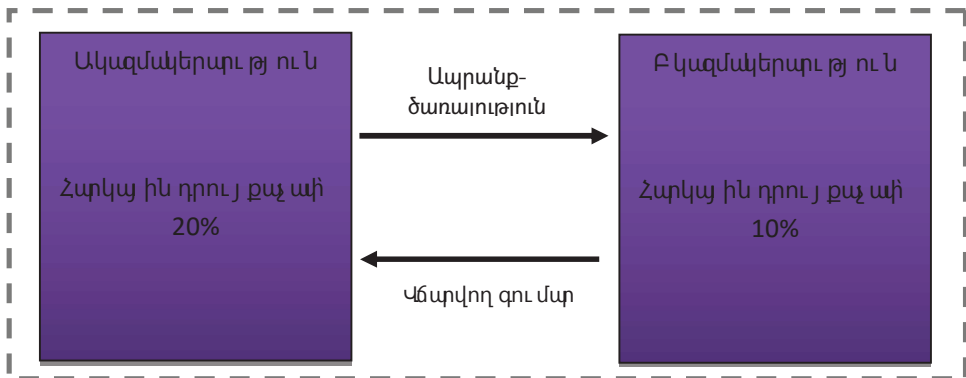 Ա կազմակերպություն
Հարկային դրույքաչափ՝
20%
Ապրանք-
ծառայություն
Վճարվող գումար
Բ կազմակերպություն
Հարկային դրույքաչափ՝
10%